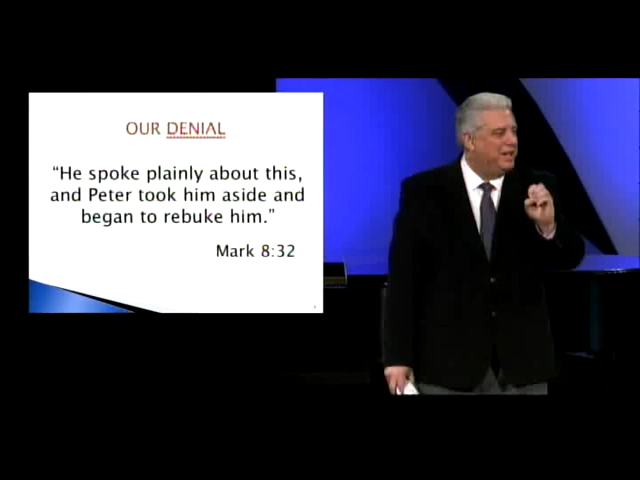 OUR DENIAL
“He spoke plainly about this,
and Peter took him aside and
began to rebuke him.”
Mark 8:32